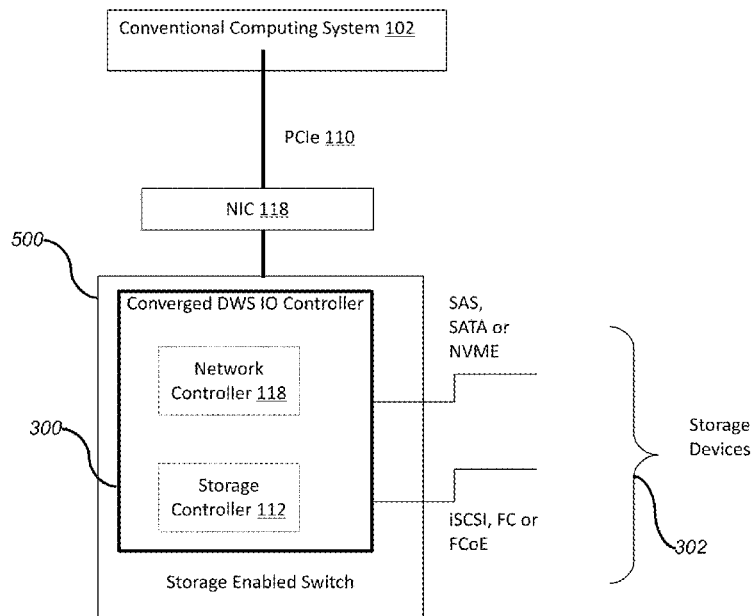 Conventional Computing System 102
PCIe 110
NIC 118
500
Converged DWS IO Controller
SAS,
SATA or
NVME
Network
Controller 118
300
Storage
Controller 112
Storage
Devices
iSCSI, FC or
FCoE
302
Storage Enabled Switch